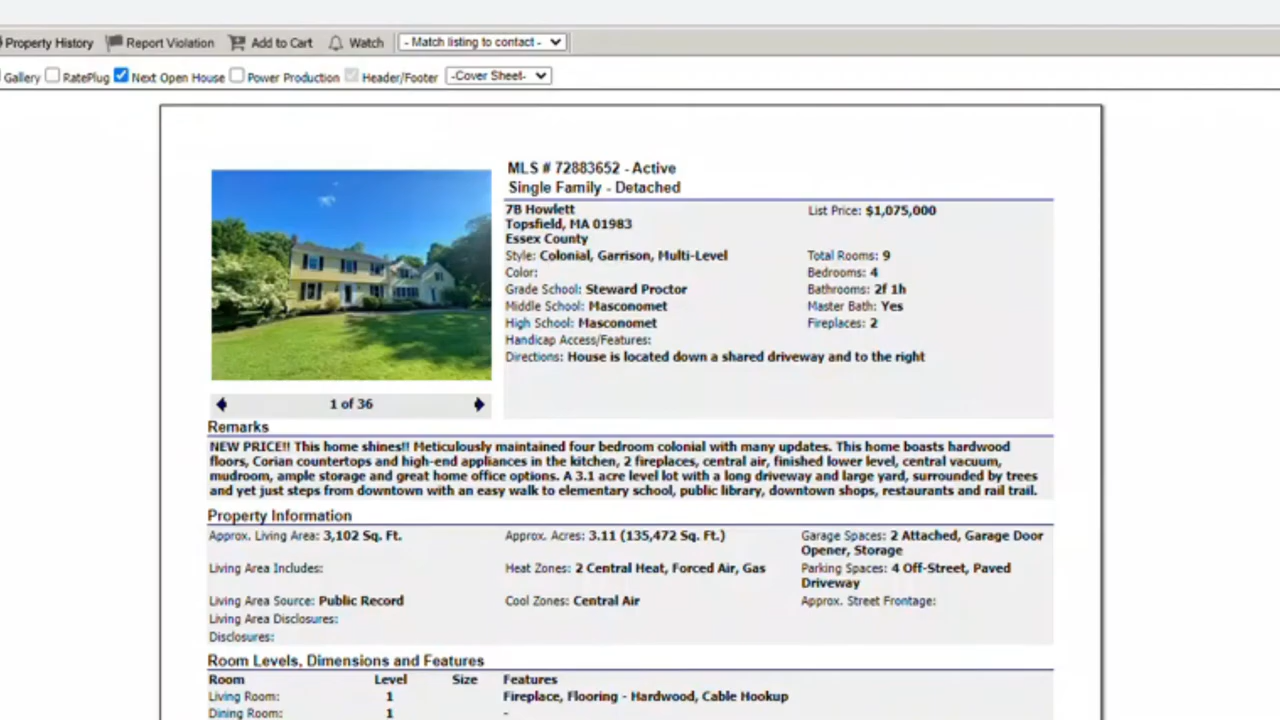 Property History Report Violation Add to Cart Watch - Match listing to contact -
Gallery RatePlug Next Open House Power Production Header/Footer -Cover Sheet-
MLS # 72883652 - Active
Single Family - Detached
7B Howlett List Price: $1,075,000
Topsfield, MA 01983
Essex County
Style: Colonial, Garrison, Multi-Level Total Rooms: 9
Color: Bedrooms: 4
Grade School: Steward Proctor Bathrooms: 2f 1h
Middle School: Masconomet Master Bath: Yes
High School: Masconomet Fireplaces: 2
Handicap Access/Features:
Directions: House is located down a shared driveway and to the right
1 of 36
Remarks
NEW PRICE!! This home shines!! Meticulously maintained four bedroom colonial with many updates. This home boasts hardwood
floors, Corian countertops and high-end appliances in the kitchen, 2 fireplaces, central air, finished lower level, central vacuum,
mudroom, ample storage and great home office options. A 3.1 acre level lot with a long driveway and large yard, surrounded by trees
and yet just steps from downtown with an easy walk to elementary school, public library, downtown shops, restaurants and rail trail.
Property Information
Approx. Living Area: 3,102 Sq. Ft. Approx. Acres: 3.11 (135,472 Sq. Ft.) Garage Spaces: 2 Attached, Garage Door
Opener, Storage
Living Area Includes: Heat Zones: 2 Central Heat, Forced Air, Gas Parking Spaces: 4 Off-Street, Paved
Driveway
Living Area Source: Public Record Cool Zones: Central Air Approx. Street Frontage:
Living Area Disclosures:
Disclosures:
Room Levels, Dimensions and Features
Room Level Size Features
Living Room: 1 Fireplace, Flooring - Hardwood, Cable Hookup
Dining Room: 1 -